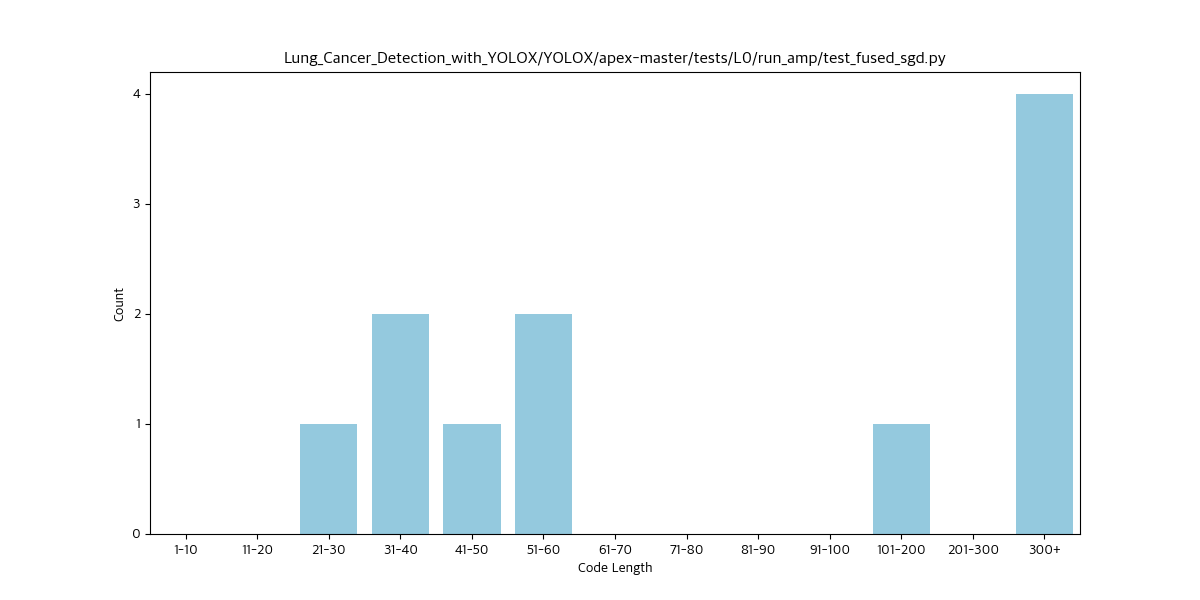 Lung_Cancer_Detection_with_YOLOX/YOLOX/apex-master/tests/L0/run_amp/test_fused_sgd.py
4
3
2
1
0
Count
1-10 11-20 21-30 31-40 41-50 51-60 61-70 71-80 81-90 91-100 101-200 201-300 300+
Code Length